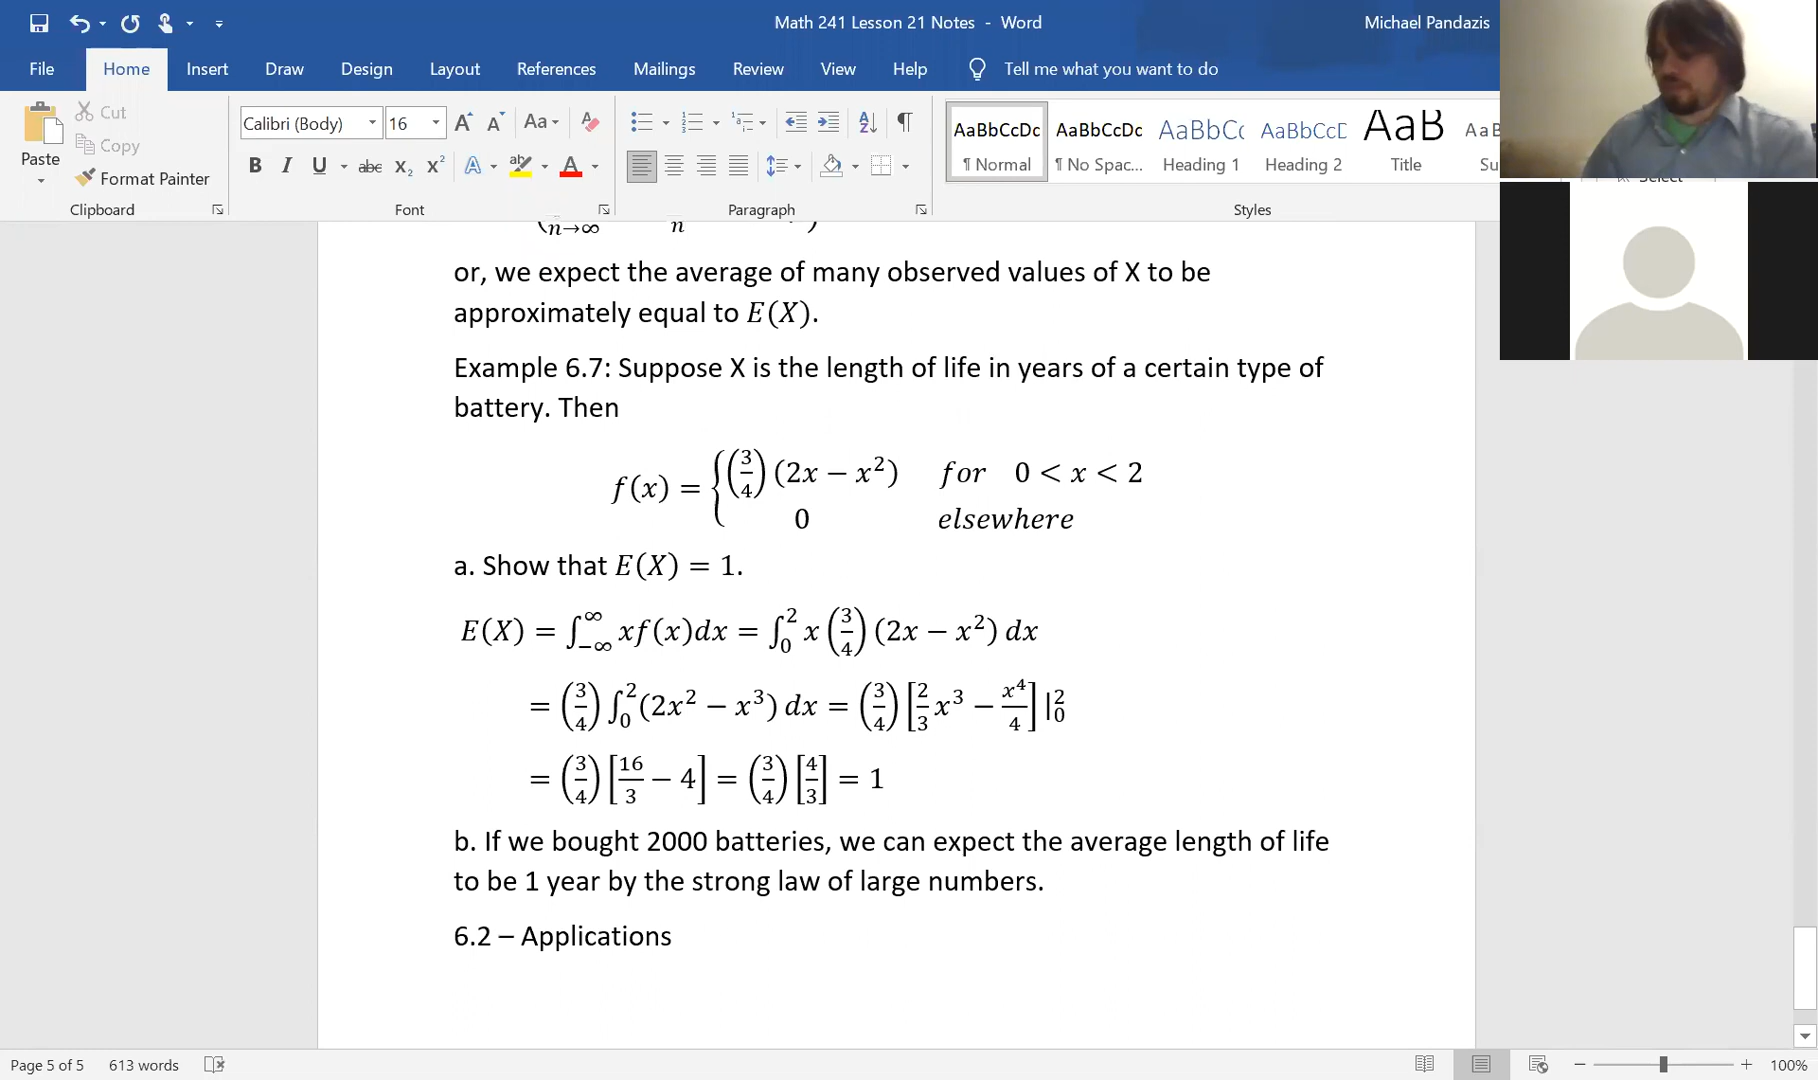 Math 241 Lesson 21 Notes - Word
Michael Pandazis
File Home Insert Draw Design Layout References Mailings Review View Help Tell me what you want to do
Paste
Cut
Copy
Format Painter
Clipboard
Calibri (Body) 16
Font
Paragraph
AaBbCcDc ¶ Normal
AaBbCcDc ¶ No Spac...
AaBbCc Heading 1
AaBbCcE Heading 2
AaB Title
Aa Su
Styles
Select
n→∞ n
or, we expect the average of many observed values of X to be
approximately equal to E(X).
Example 6.7: Suppose X is the length of life in years of a certain type of
battery. Then
f(x) = {(3/4)(2x − x²) for 0 < x < 2
0 elsewhere
a. Show that E(X) = 1.
E(X) = ∫_{−∞}^{∞} xf(x)dx = ∫_0^2 x(3/4)(2x − x²) dx
= (3/4) ∫_0^2 (2x² − x³) dx = (3/4)[2/3 x³ − x⁴/4]|_0^2
= (3/4)[16/3 − 4] = (3/4)[4/3] = 1
b. If we bought 2000 batteries, we can expect the average length of life
to be 1 year by the strong law of large numbers.
6.2 – Applications
Page 5 of 5 613 words 100%